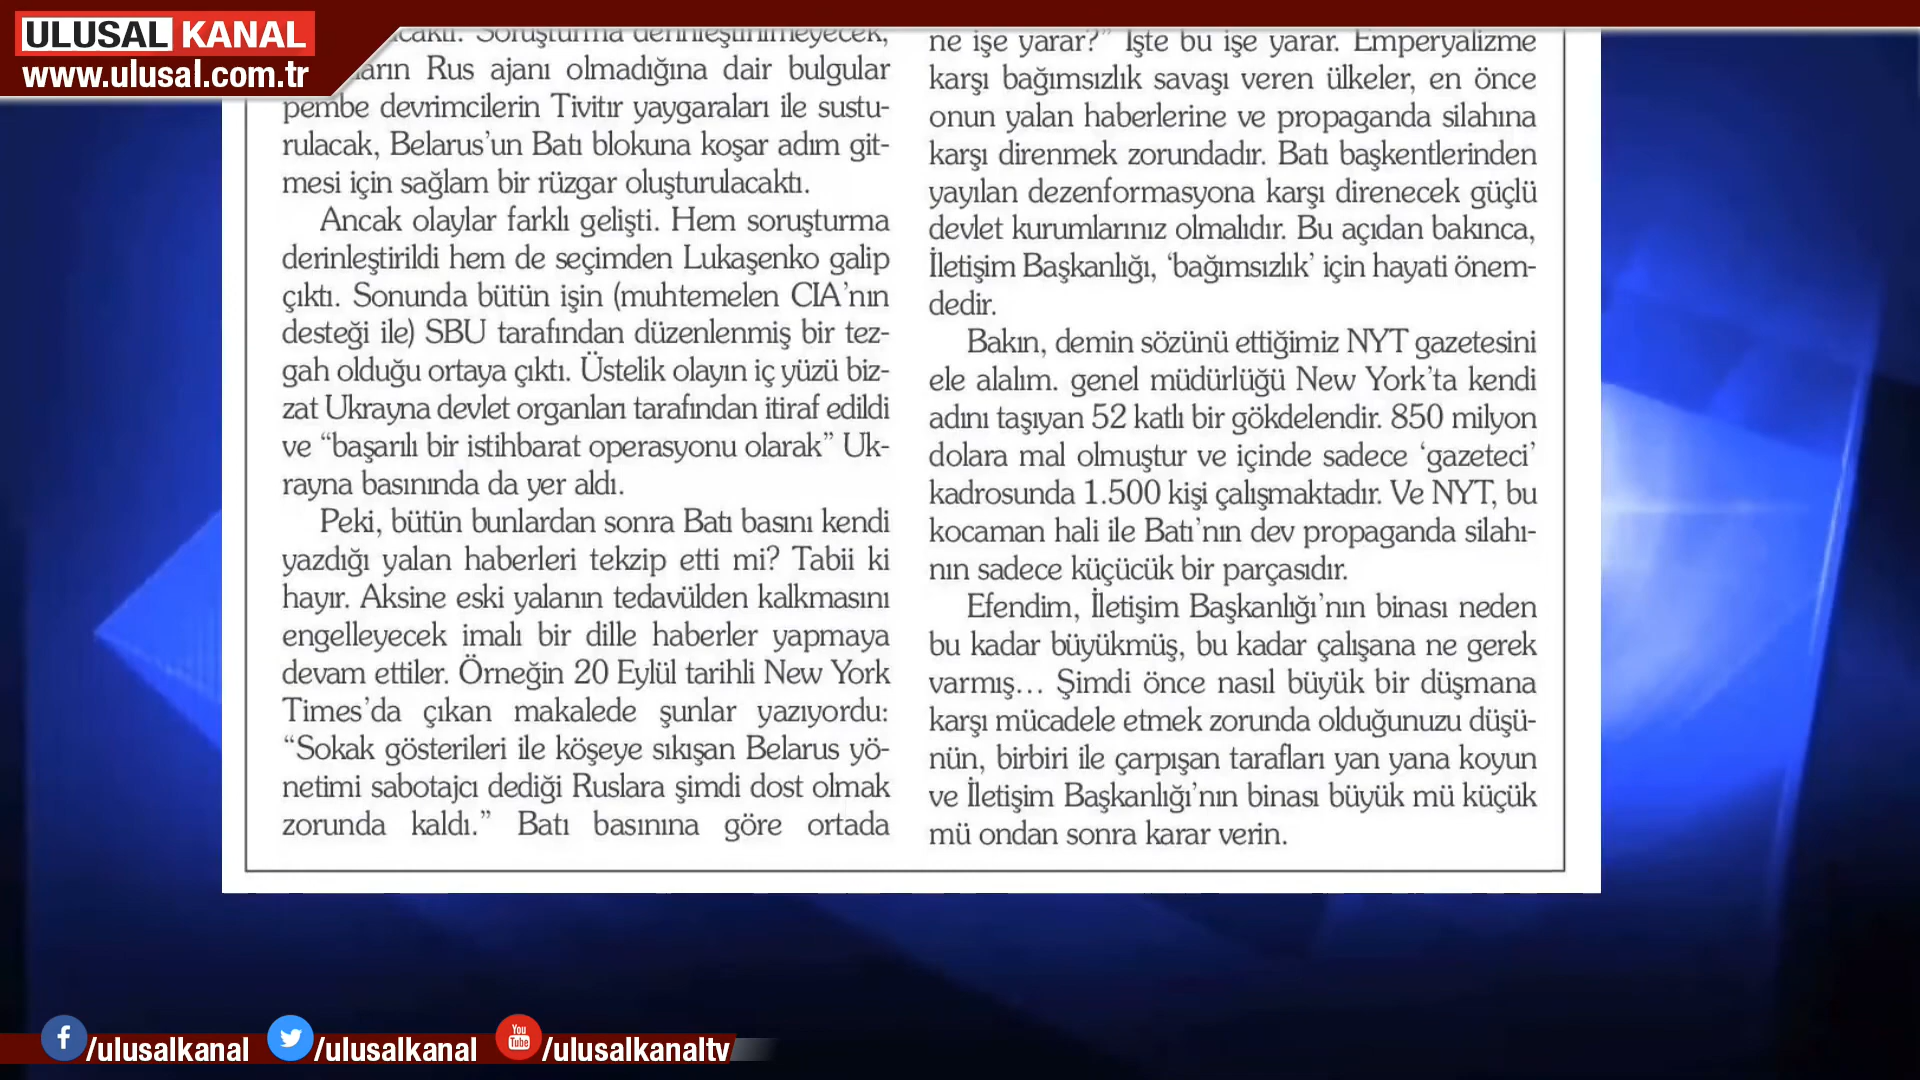 ULUSAL KANAL
www.ulusal.com.tr
Soruşturma derinleştirilmeyecek,
Rus ajanı olmadığına dair bulgular
pembe devrimcilerin Tivitır yaygaraları ile sustu-
rulacak, Belarus’un Batı blokuna koşar adım git-
mesi için sağlam bir rüzgar oluşturulacaktı.
Ancak olaylar farklı gelişti. Hem soruşturma
derinleştirildi hem de seçimden Lukaşenko galip
çıktı. Sonunda bütün işin (muhtemelen CIA’nın
desteği ile) SBU tarafından düzenlenmiş bir tez-
gah olduğu ortaya çıktı. Üstelik olayın iç yüzü biz-
zat Ukrayna devlet organları tarafından itiraf edildi
ve “başarılı bir istihbarat operasyonu olarak” Uk-
rayna basınında da yer aldı.
Peki, bütün bunlardan sonra Batı basını kendi
yazdığı yalan haberleri tekzip etti mi? Tabii ki
hayır. Aksine eski yalanın tedavülden kalkmasını
engelleyecek imalı bir dille haberler yapmaya
devam ettiler. Örneğin 20 Eylül tarihli New York
Times’da çıkan makalede şunlar yazıyordu:
“Sokak gösterileri ile köşeye sıkışan Belarus yö-
netimi sabotajcı dediği Ruslara şimdi dost olmak
zorunda kaldı.” Batı basınına göre ortada
ne işe yarar?” İşte bu işe yarar. Emperyalizme
karşı bağımsızlık savaşı veren ülkeler, en önce
onun yalan haberlerine ve propaganda silahına
karşı direnmek zorundadır. Batı başkentlerinden
yayılan dezenformasyona karşı direnecek güçlü
devlet kurumlarınız olmalıdır. Bu açıdan bakınca,
İletişim Başkanlığı, ‘bağımsızlık’ için hayati önem-
dedir.
Bakın, demin sözünü ettiğimiz NYT gazetesini
ele alalım. genel müdürlüğü New York’ta kendi
adını taşıyan 52 katlı bir gökdelendir. 850 milyon
dolara mal olmuştur ve içinde sadece ‘gazeteci’
kadrosunda 1.500 kişi çalışmaktadır. Ve NYT, bu
kocaman hali ile Batı’nın dev propaganda silahı-
nın sadece küçücük bir parçasıdır.
Efendim, İletişim Başkanlığı’nın binası neden
bu kadar büyükmüş, bu kadar çalışana ne gerek
varmış... Şimdi önce nasıl büyük bir düşmana
karşı mücadele etmek zorunda olduğunuzu düşü-
nün, birbiri ile çarpışan tarafları yan yana koyun
ve İletişim Başkanlığı’nın binası büyük mü küçük
mü ondan sonra karar verin.
/ulusalkanal
/ulusalkanal
You Tube
/ulusalkanaltv